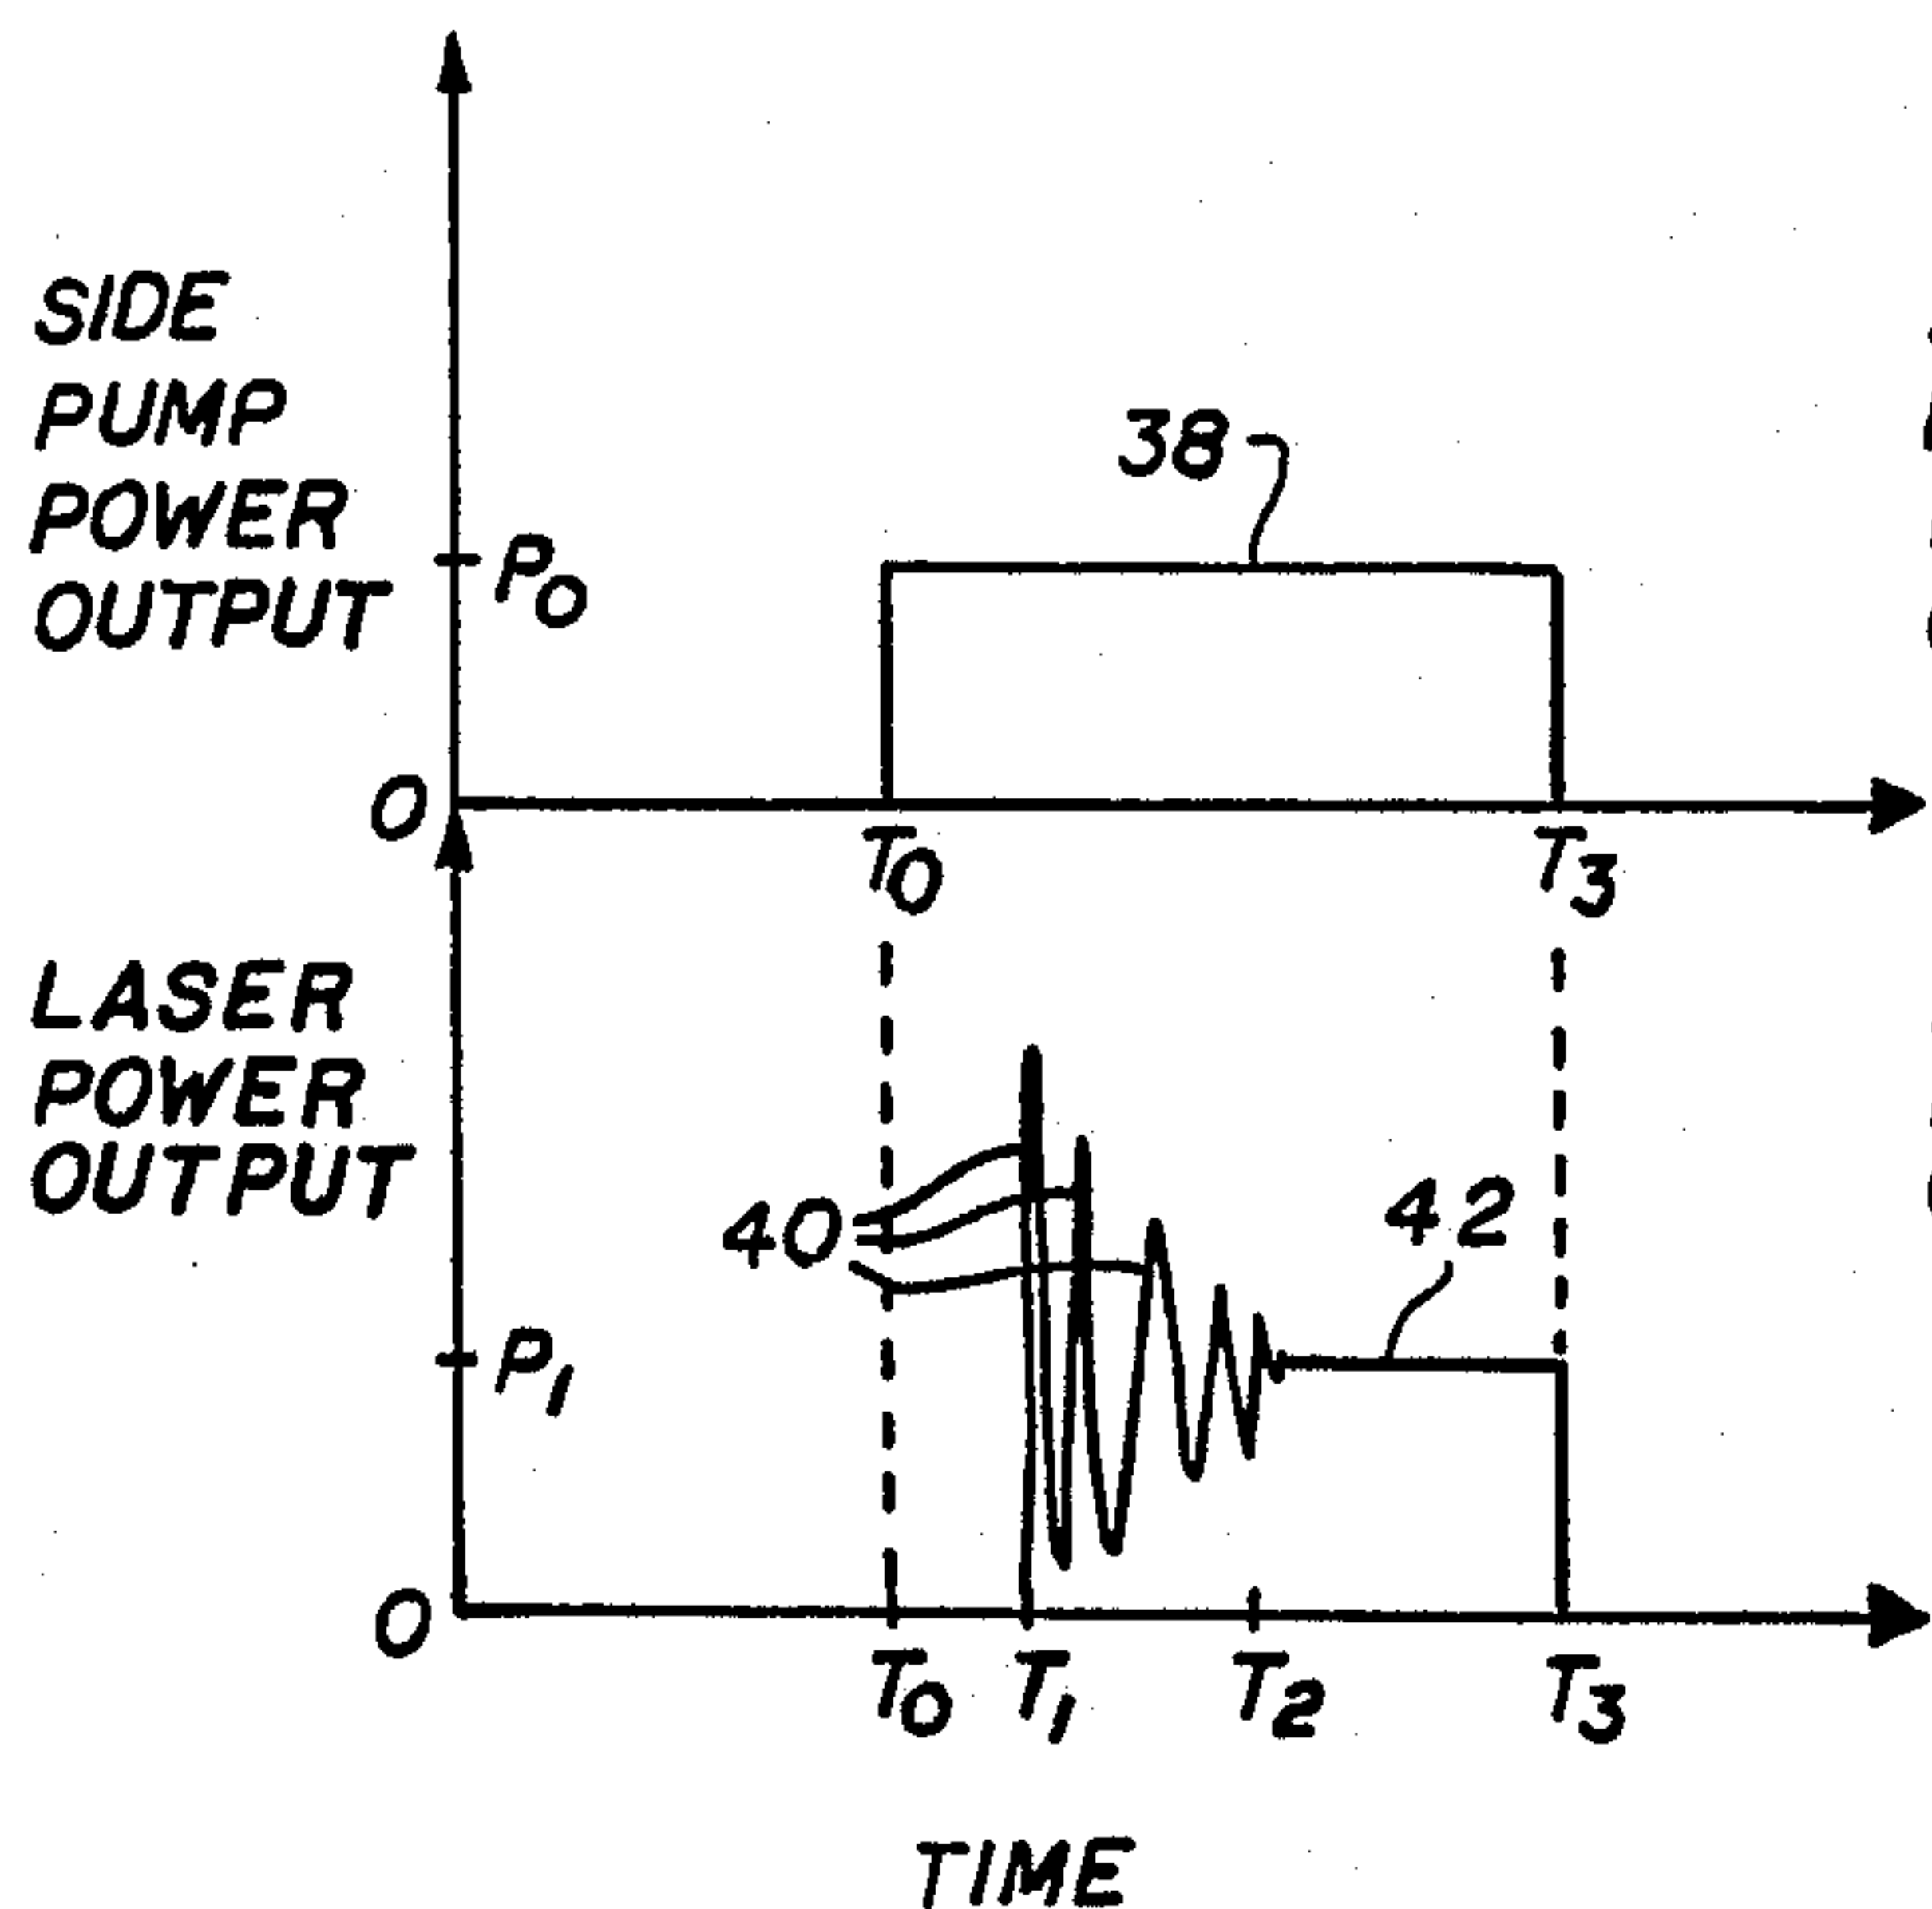 SIDE
PUMP
POWER
OUTPUT
P0
38
0
T0 T3
LASER
POWER
OUTPUT
40
42
P1
0
T0 T1 T2 T3
TIME